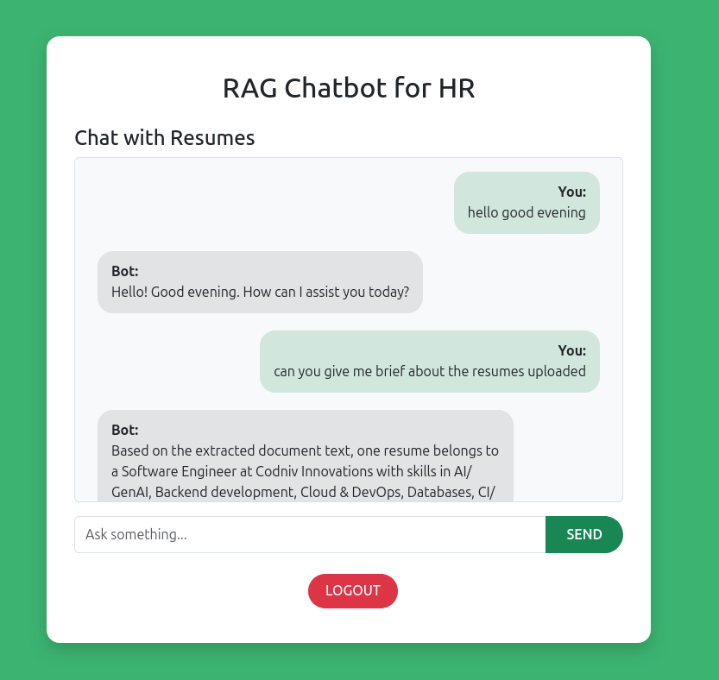 RAG Chatbot for HR
Chat with Resumes
You:
hello good evening
Bot:
Hello! Good evening. How can I assist you today?
You:
can you give me brief about the resumes uploaded
Bot:
Based on the extracted document text, one resume belongs to
a Software Engineer at Codniv Innovations with skills in AI/
GenAI, Backend development, Cloud & DevOps, Databases, CI/
Ask something...
SEND
LOGOUT